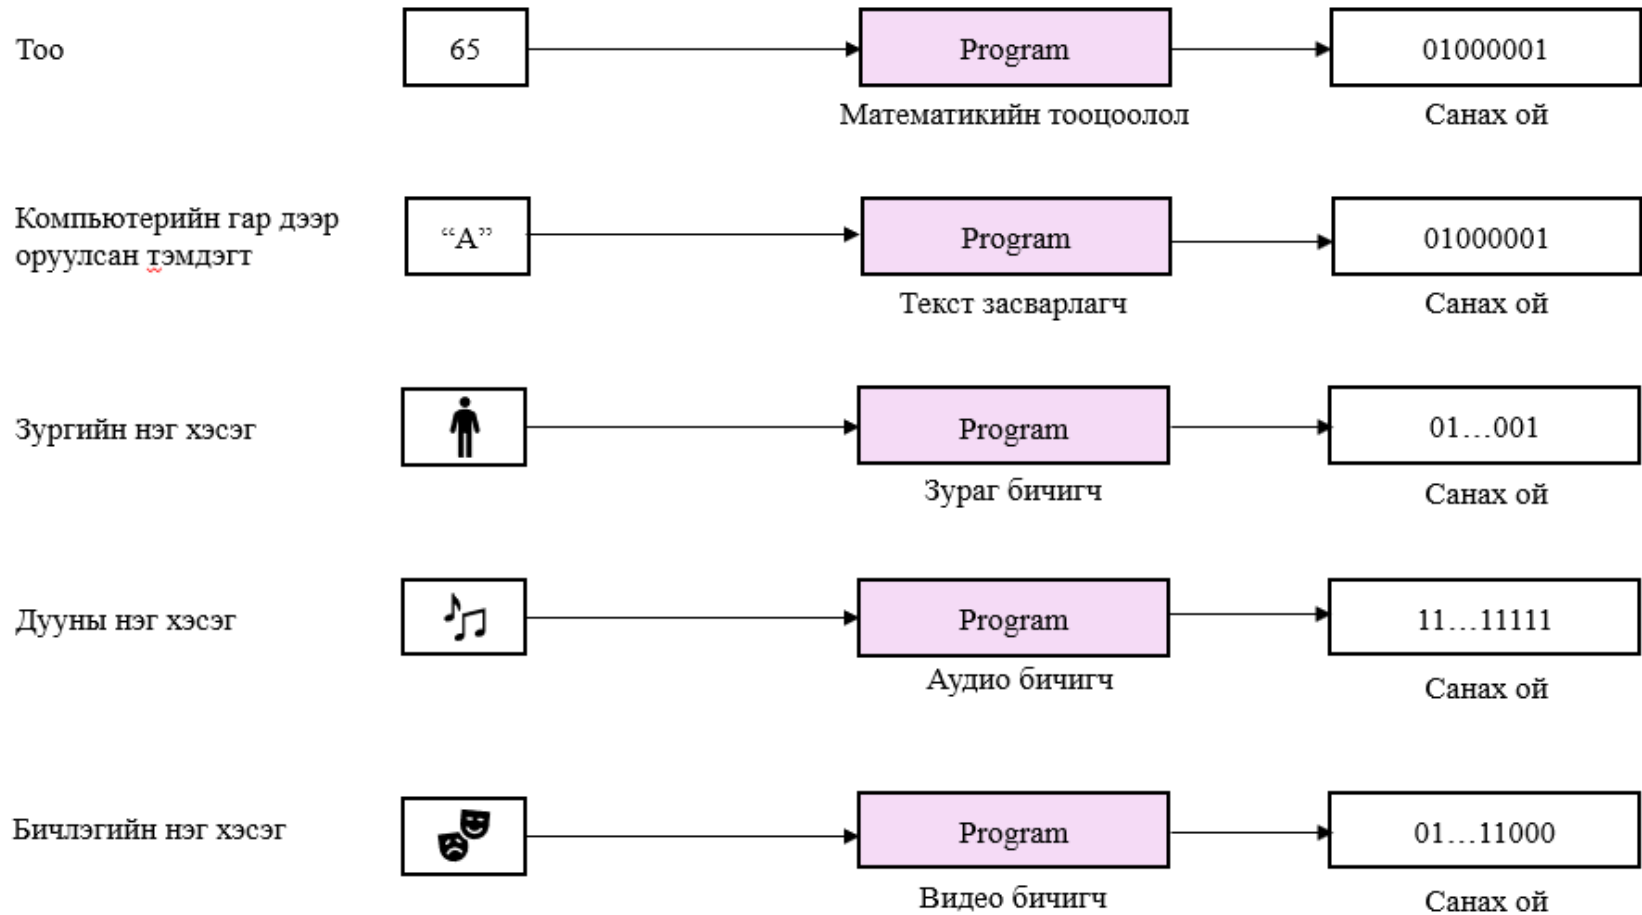 Тоо
65
Program
01000001
Математикийн тооцоолол
Санах ой
Компьютерийн гар дээр
оруулсан тэмдэгт
“A”
Program
01000001
Текст засварлагч
Санах ой
Зургийн нэг хэсэг
Program
01…001
Зураг бичигч
Санах ой
Дууны нэг хэсэг
Program
11…11111
Аудио бичигч
Санах ой
Бичлэгийн нэг хэсэг
Program
01…11000
Видео бичигч
Санах ой